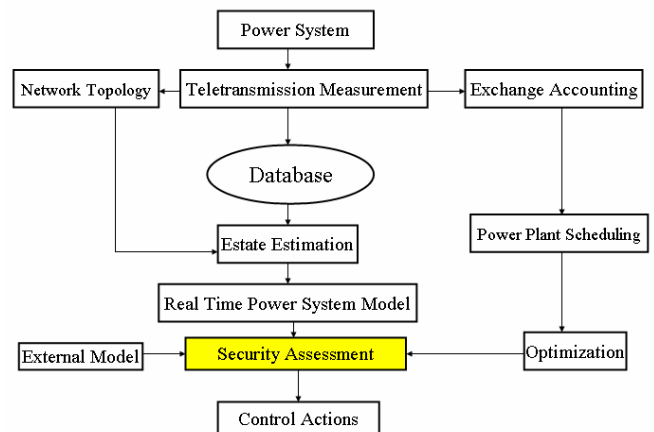 Power System
Network Topology
Teletransmission Measurement
Exchange Accounting
Database
Estate Estimation
Power Plant Scheduling
Real Time Power System Model
External Model
Security Assessment
Optimization
Control Actions